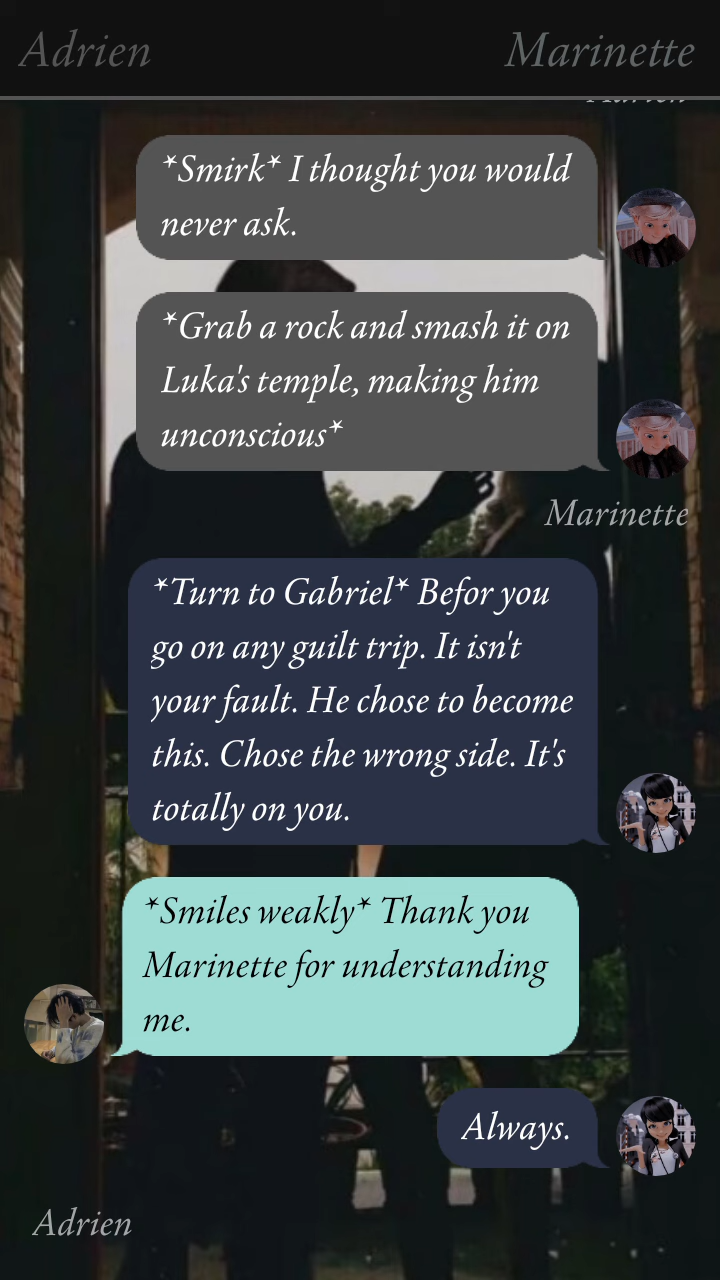 Adrien
Marinette
*Smirk* I thought you would
never ask.
*Grab a rock and smash it on
Luka's temple, making him
unconscious*
Marinette
*Turn to Gabriel* Befor you
go on any guilt trip. It isn't
your fault. He chose to become
this. Chose the wrong side. It's
totally on you.
*Smiles weakly* Thank you
Marinette for understanding
me.
Always.
Adrien